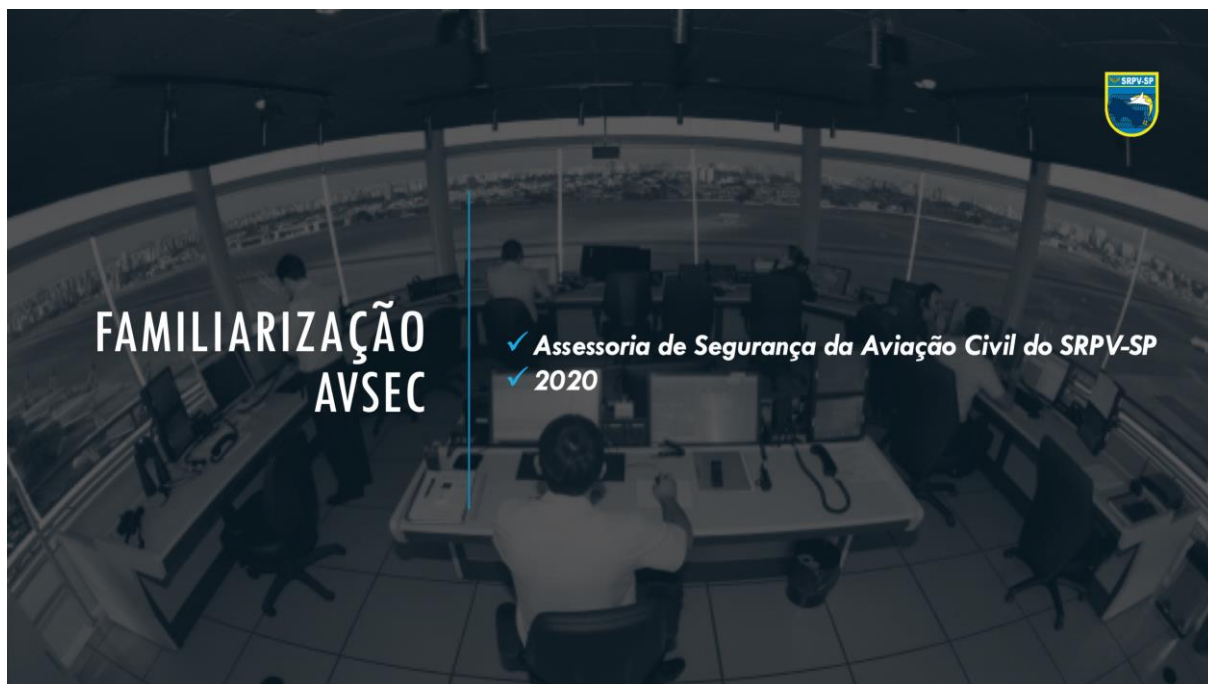 SRPV-SP
FAMILIARIZAÇÃO
AVSEC
✓ Assessoria de Segurança da Aviação Civil do SRPV-SP
✓ 2020